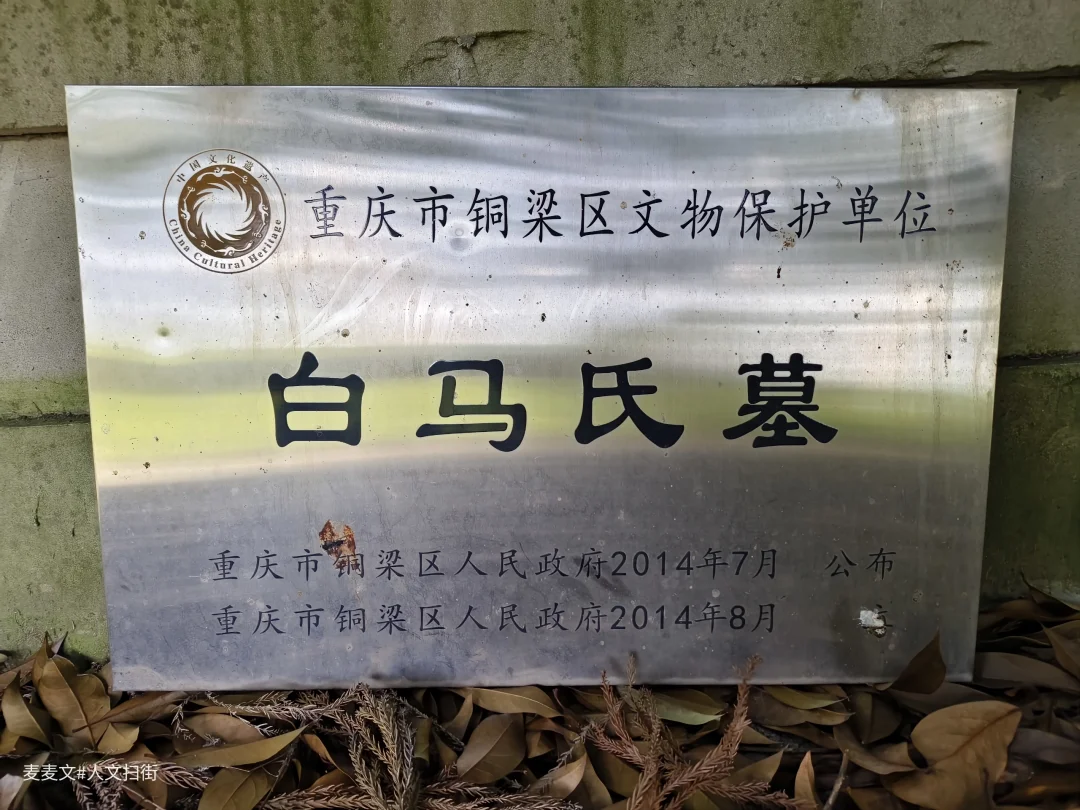 中国文化遗产
China Cultural Heritage
重庆市铜梁区文物保护单位
白马氏墓
重庆市铜梁区人民政府2014年7月 公布
重庆市铜梁区人民政府2014年8月
麦麦文#人文扫街